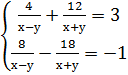 4/(x−y) + 12/(x+y) = 3
8/(x−y) − 18/(x+y) = −1